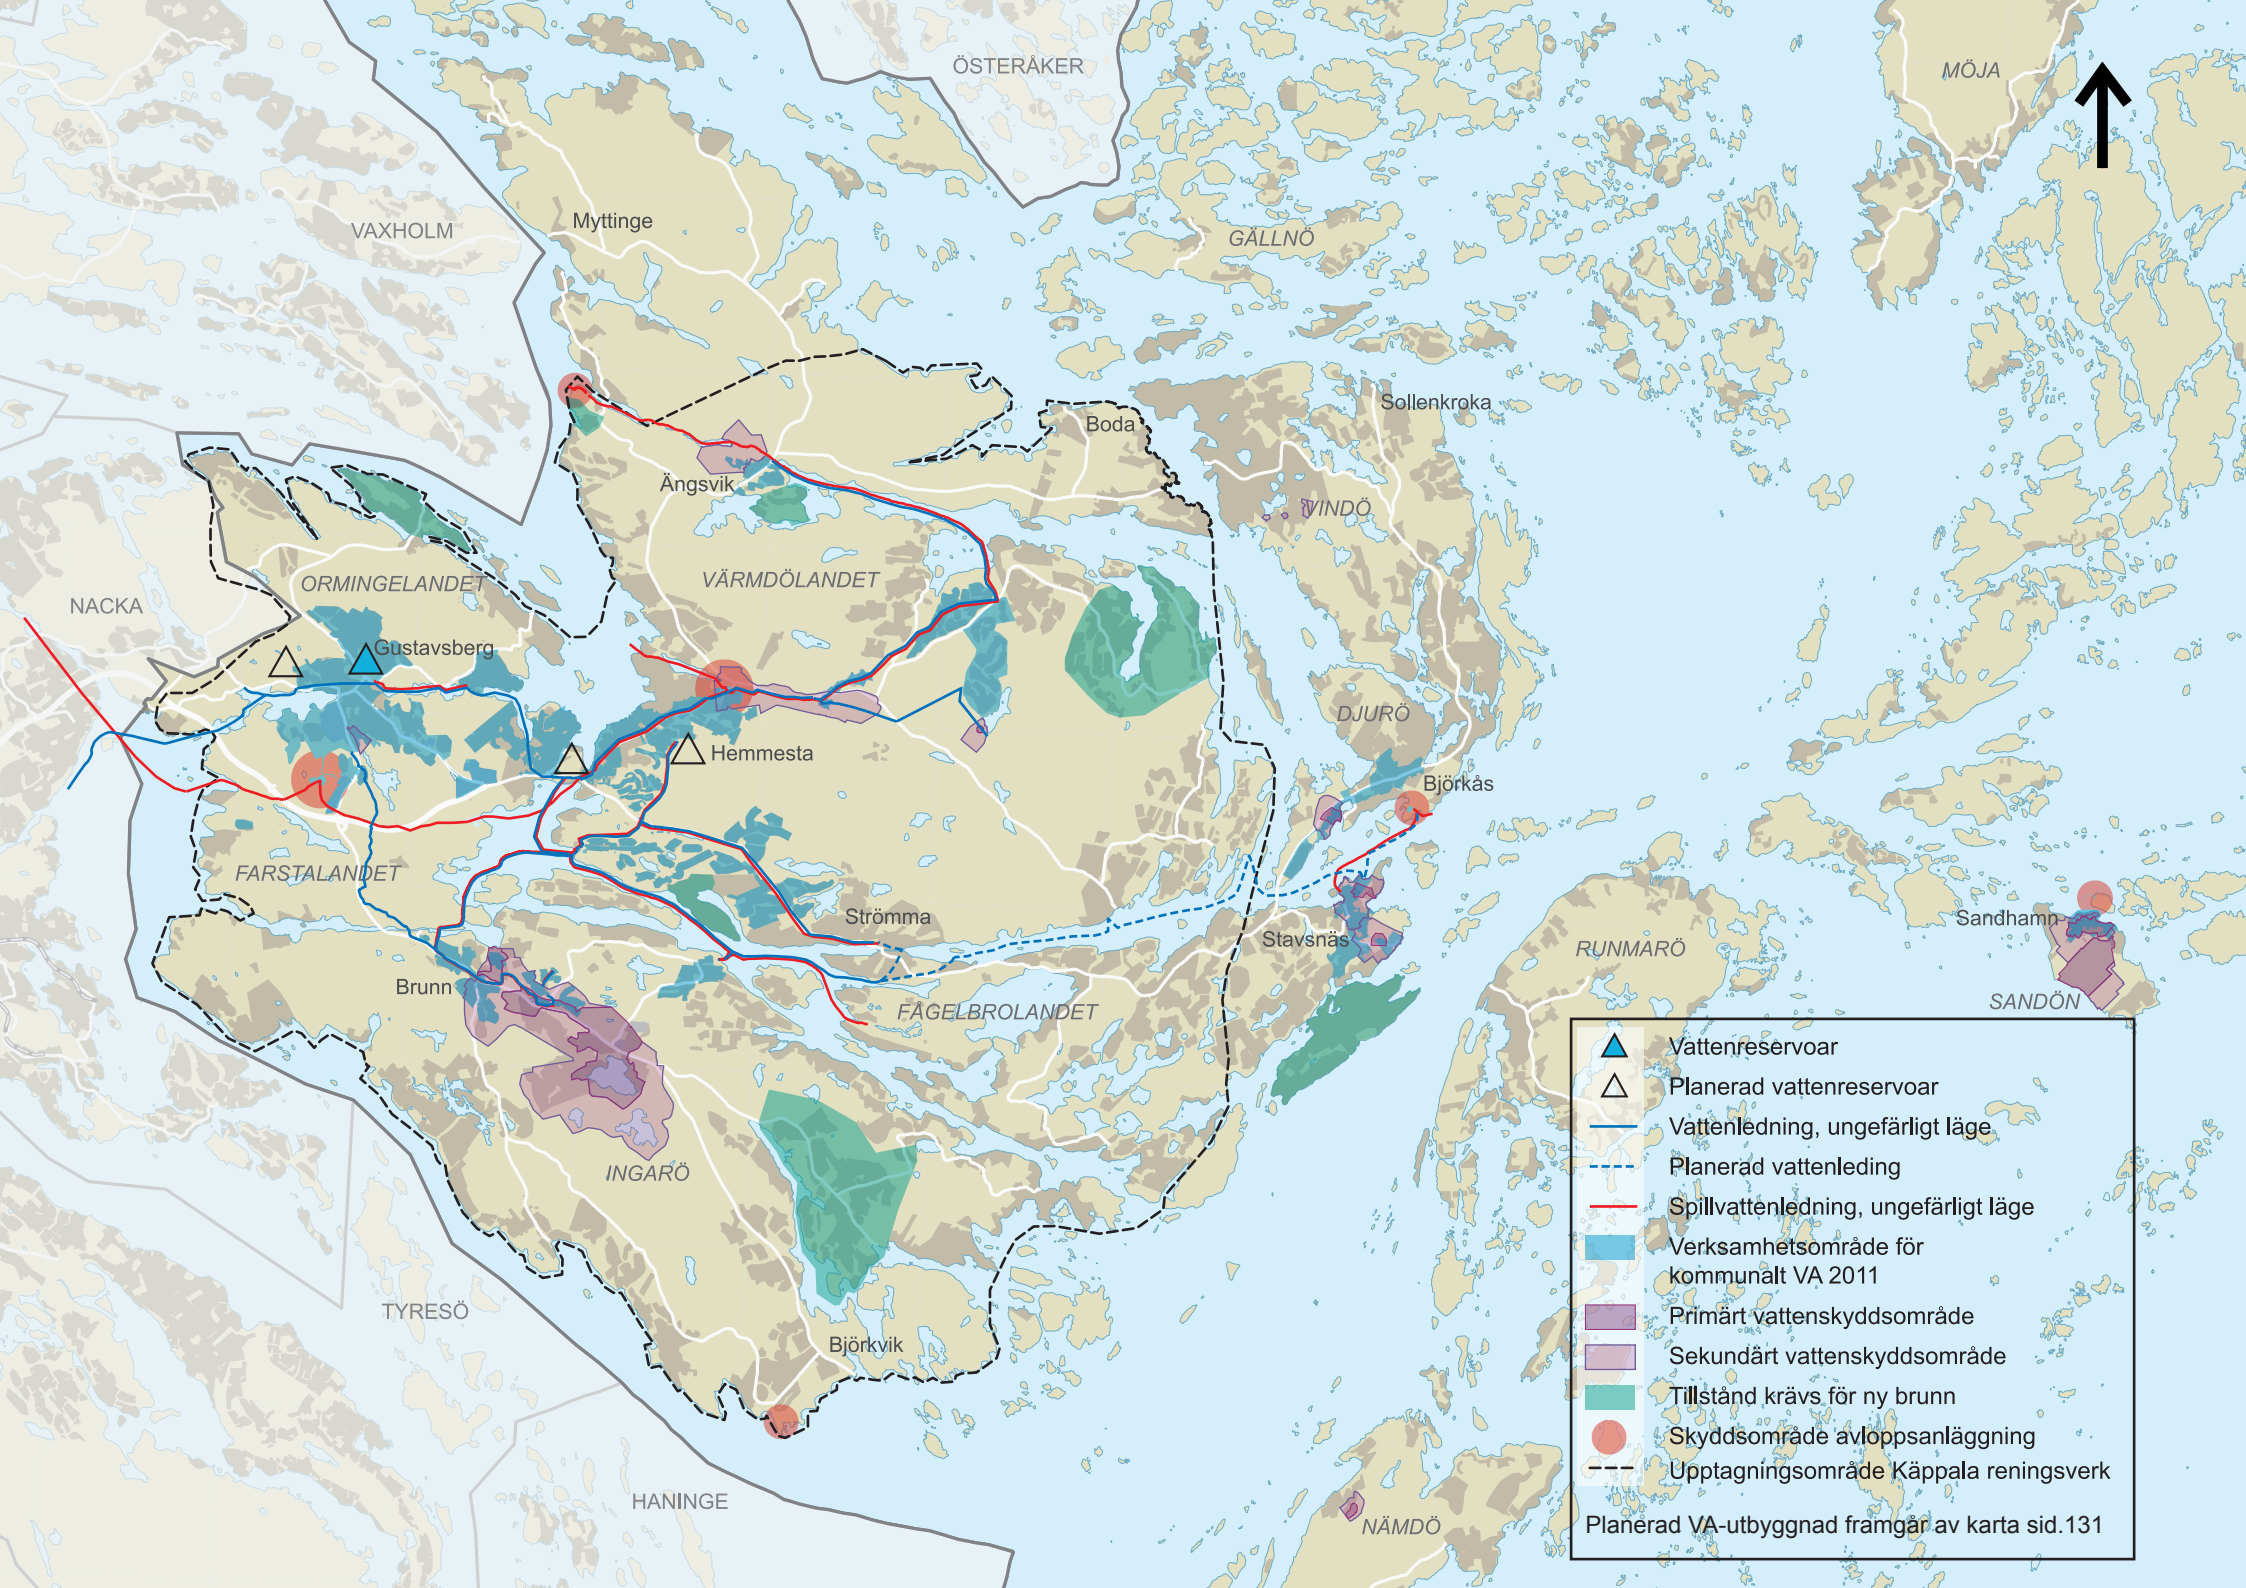 ÖSTERÅKER
MÖJA
VAXHOLM
Myttinge
GÄLLNÖ
Sollenkroka
Boda
Ängsvik
VINDÖ
ORMINGELANDET
VÄRMDÖLANDET
NACKA
Gustavsberg
DJURÖ
Hemmesta
Björkås
FARSTALANDET
Strömma
Sandhamn
Stavsnäs
RUNMARÖ
Brunn
SANDÖN
FÅGELBROLANDET
INGARÖ
TYRESÖ
Björkvik
HANINGE
NÄMDÖ
Vattenreservoar
Planerad vattenreservoar
Vattenledning, ungefärligt läge
Planerad vattenleding
Spillvattenledning, ungefärligt läge
Verksamhetsområde för
kommunalt VA 2011
Primärt vattenskyddsområde
Sekundärt vattenskyddsområde
Tillstånd krävs för ny brunn
Skyddsområde avloppsanläggning
Upptagningsområde Käppala reningsverk
Planerad VA-utbyggnad framgår av karta sid.131